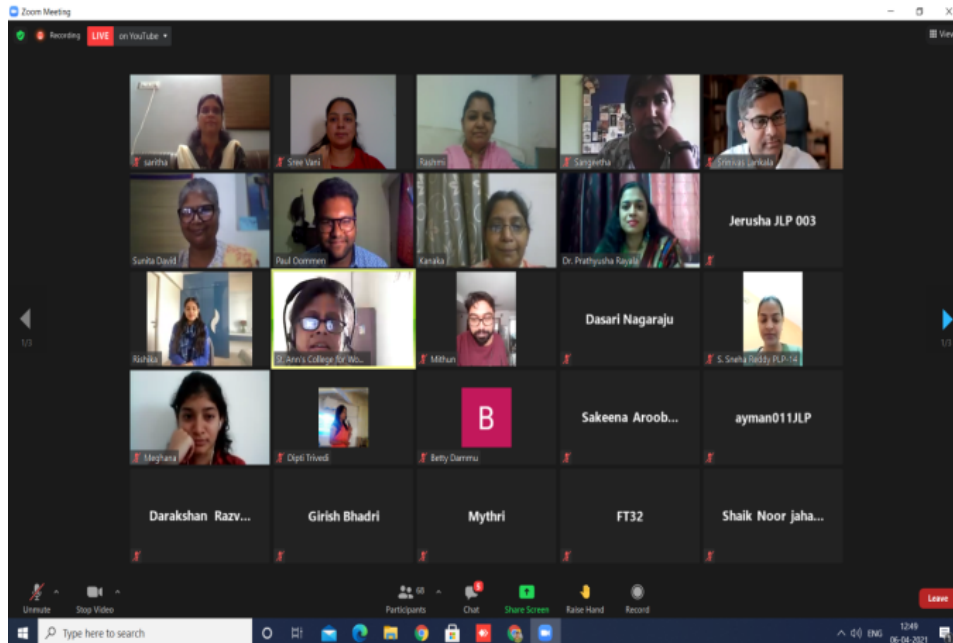 Zoom Meeting
Recording LIVE on YouTube View
saritha Sree Vani Rashmi Sangeetha Srinivas Lankala
Sunita David Paul Oommen Kanaka Dr. Prathyusha Rayala Jerusha JLP 003
1/3 Rishika St. Ann's College for Wo... Mithun Dasari Nagaraju S. Sneha Reddy PLP-14 1/3
Meghana Dipti Trivedi B Betty Dammu Sakeena Aroob... ayman011JLP
Darakshan Razv... Girish Bhadri Mythri FT32 Shaik Noor jaha...
Unmute Stop Video Participants 68 Chat 5 Share Screen Raise Hand Record Leave
Type here to search ENG 12:49
06-04-2021